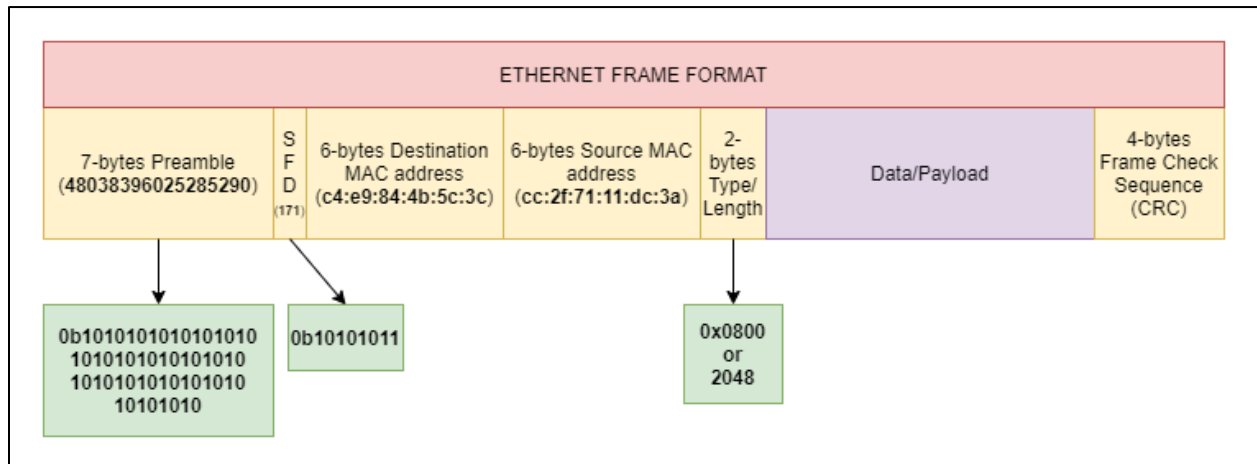 ETHERNET FRAME FORMAT
7-bytes Preamble
(48038396025285290)
S
F
D
(171)
6-bytes Destination
MAC address
(c4:e9:84:4b:5c:3c)
6-bytes Source MAC
address
(cc:2f:71:11:dc:3a)
2-
bytes
Type/
Length
Data/Payload
4-bytes
Frame Check
Sequence
(CRC)
0b1010101010101010
1010101010101010
1010101010101010
10101010
0b10101011
0x0800
or
2048